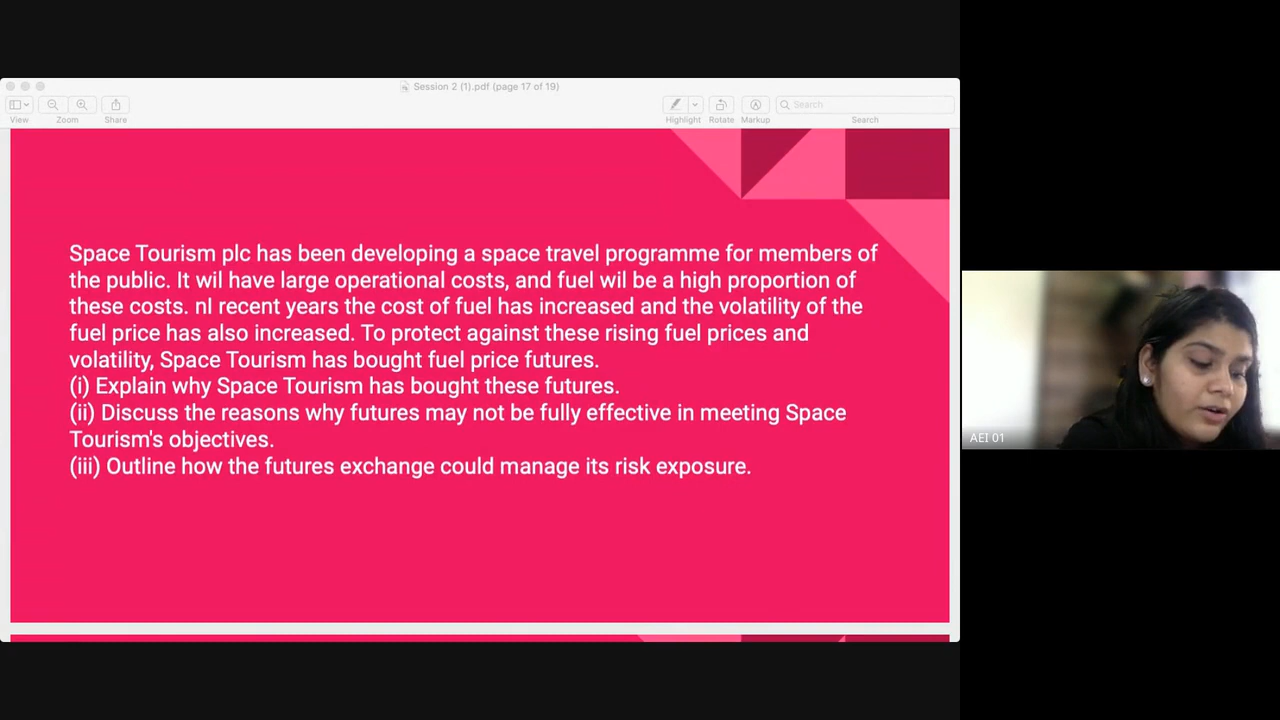 Session 2 (1).pdf (page 17 of 19)
View
Zoom
Share
Highlight
Rotate
Markup
Search
Search
Space Tourism plc has been developing a space travel programme for members of
the public. It wil have large operational costs, and fuel wil be a high proportion of
these costs. nI recent years the cost of fuel has increased and the volatility of the
fuel price has also increased. To protect against these rising fuel prices and
volatility, Space Tourism has bought fuel price futures.
(i) Explain why Space Tourism has bought these futures.
(ii) Discuss the reasons why futures may not be fully effective in meeting Space
Tourism's objectives.
(iii) Outline how the futures exchange could manage its risk exposure.
AEI 01